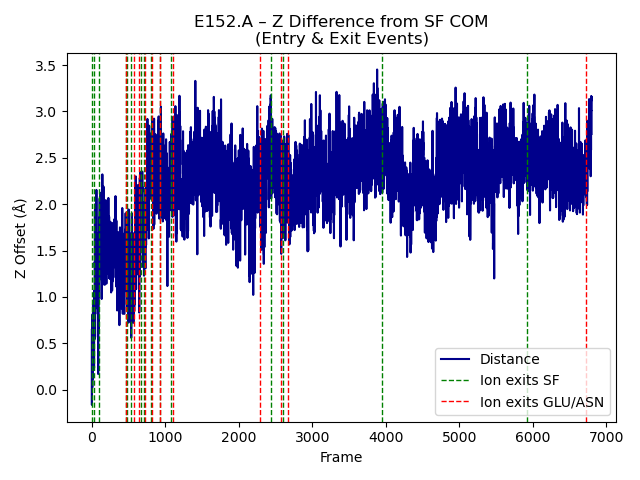 E152.A – Z Difference from SF COM
(Entry & Exit Events)
Z Offset (Å)
3.5
3.0
2.5
2.0
1.5
1.0
0.5
0.0
Distance
Ion exits SF
Ion exits GLU/ASN
0 1000 2000 3000 4000 5000 6000 7000
Frame